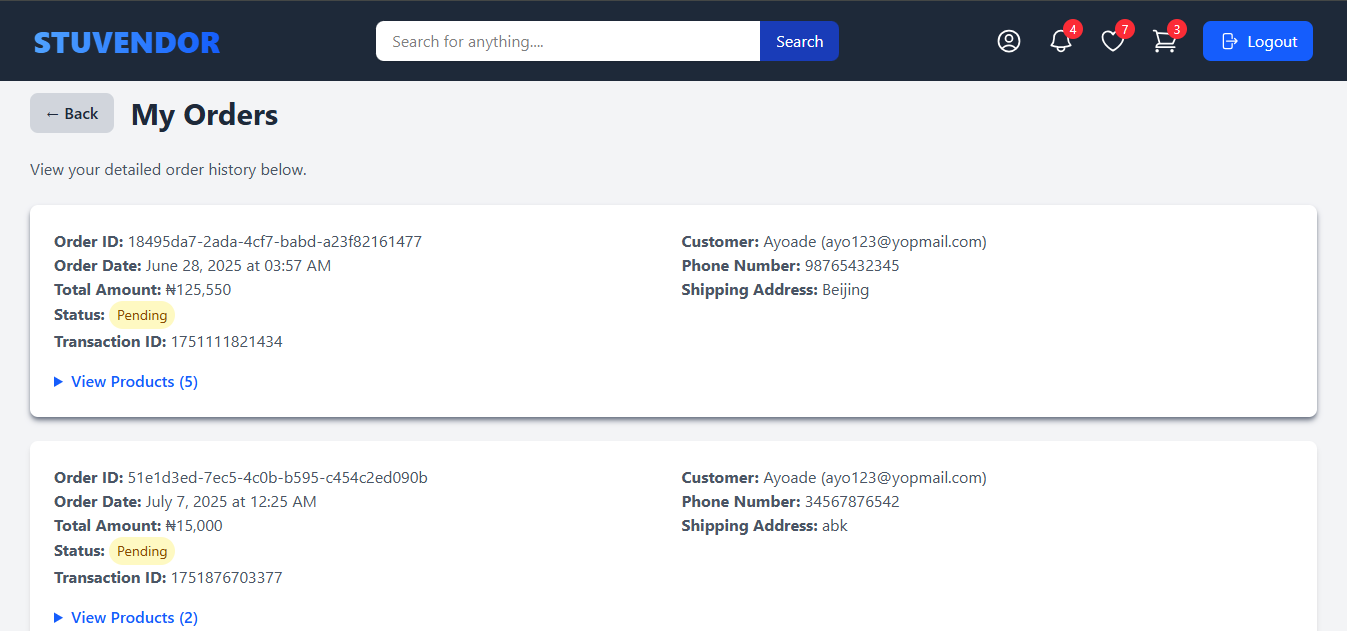 STUVENDOR
Search for anything....
Search
4
7
3
Logout
← Back
My Orders
View your detailed order history below.
Order ID: 18495da7-2ada-4cf7-babd-a23f82161477
Order Date: June 28, 2025 at 03:57 AM
Total Amount: ₦125,550
Status: Pending
Transaction ID: 1751111821434
View Products (5)
Customer: Ayoade (ayo123@yopmail.com)
Phone Number: 98765432345
Shipping Address: Beijing
Order ID: 51e1d3ed-7ec5-4c0b-b595-c454c2ed090b
Order Date: July 7, 2025 at 12:25 AM
Total Amount: ₦15,000
Status: Pending
Transaction ID: 1751876703377
View Products (2)
Customer: Ayoade (ayo123@yopmail.com)
Phone Number: 34567876542
Shipping Address: abk